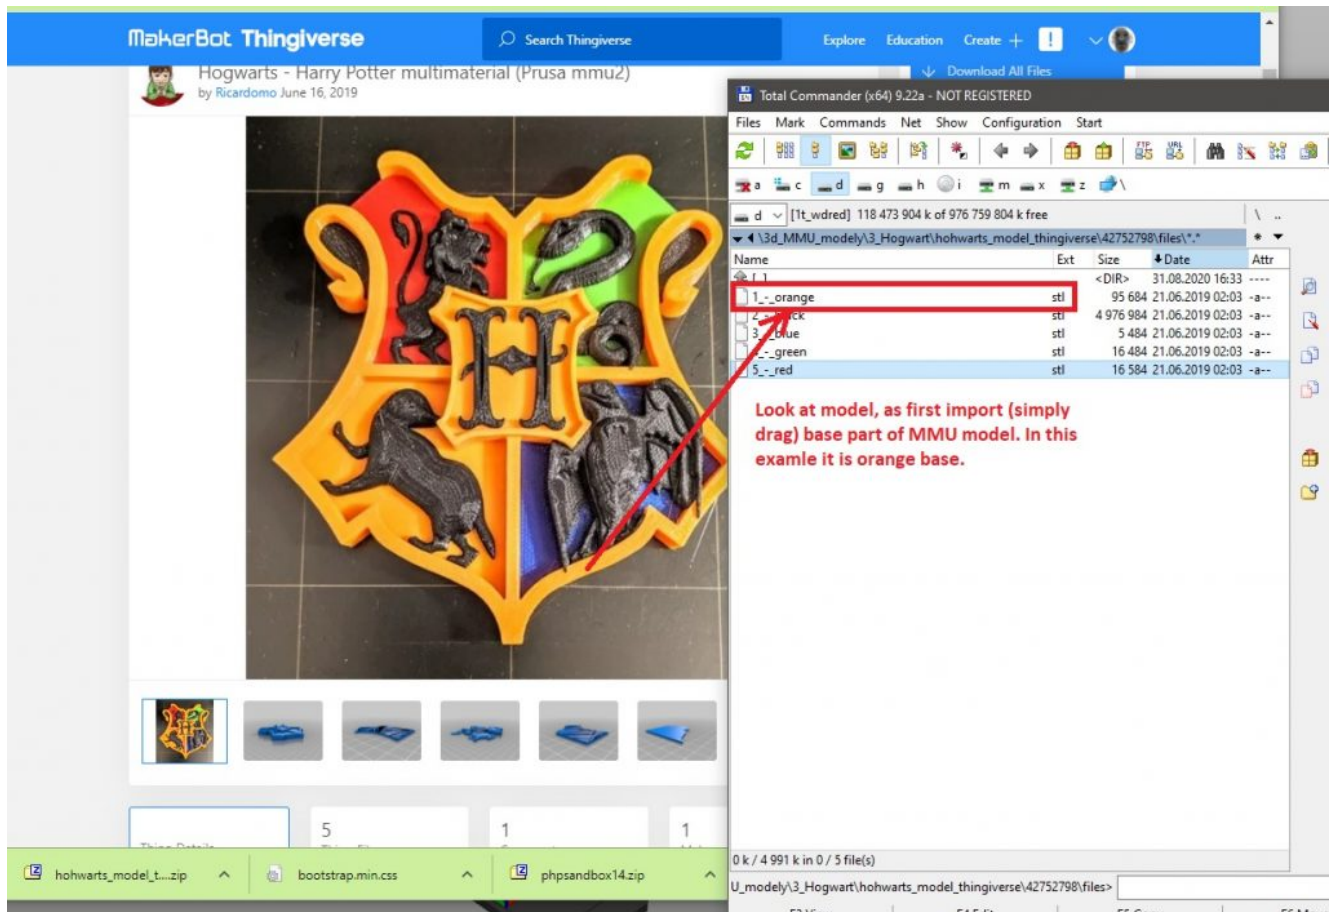 MakerBot Thingiverse
Search Thingiverse
Explore Education Create + !
Hogwarts - Harry Potter multimaterial (Prusa mmu2)
by Ricardomo June 16, 2019
Download All Files
H
5
1
1
hohwarts_model_t....zip
bootstrap.min.css
phpsandbox14.zip
Total Commander (x64) 9.22a - NOT REGISTERED
Files Mark Commands Net Show Configuration Start
FTP URL
a c d g h i m x z \
d [1t_wdred] 118 473 904 k of 976 759 804 k free \ ..
\3d_MMU_modely\3_Hogwart\hohwarts_model_thingiverse\42752798\files\*.* * ▼
Name Ext Size Date Attr
[..] <DIR> 31.08.2020 16:33 ----
1_-_orange stl 95 684 21.06.2019 02:03 -a--
stl 4 976 984 21.06.2019 02:03 -a--
stl 5 484 21.06.2019 02:03 -a--
_-_green stl 16 484 21.06.2019 02:03 -a--
5_-_red stl 16 584 21.06.2019 02:03 -a--
Look at model, as first import (simply
drag) base part of MMU model. In this
examle it is orange base.
0 k / 4 991 k in 0 / 5 file(s)
U_modely\3_Hogwart\hohwarts_model_thingiverse\42752798\files>